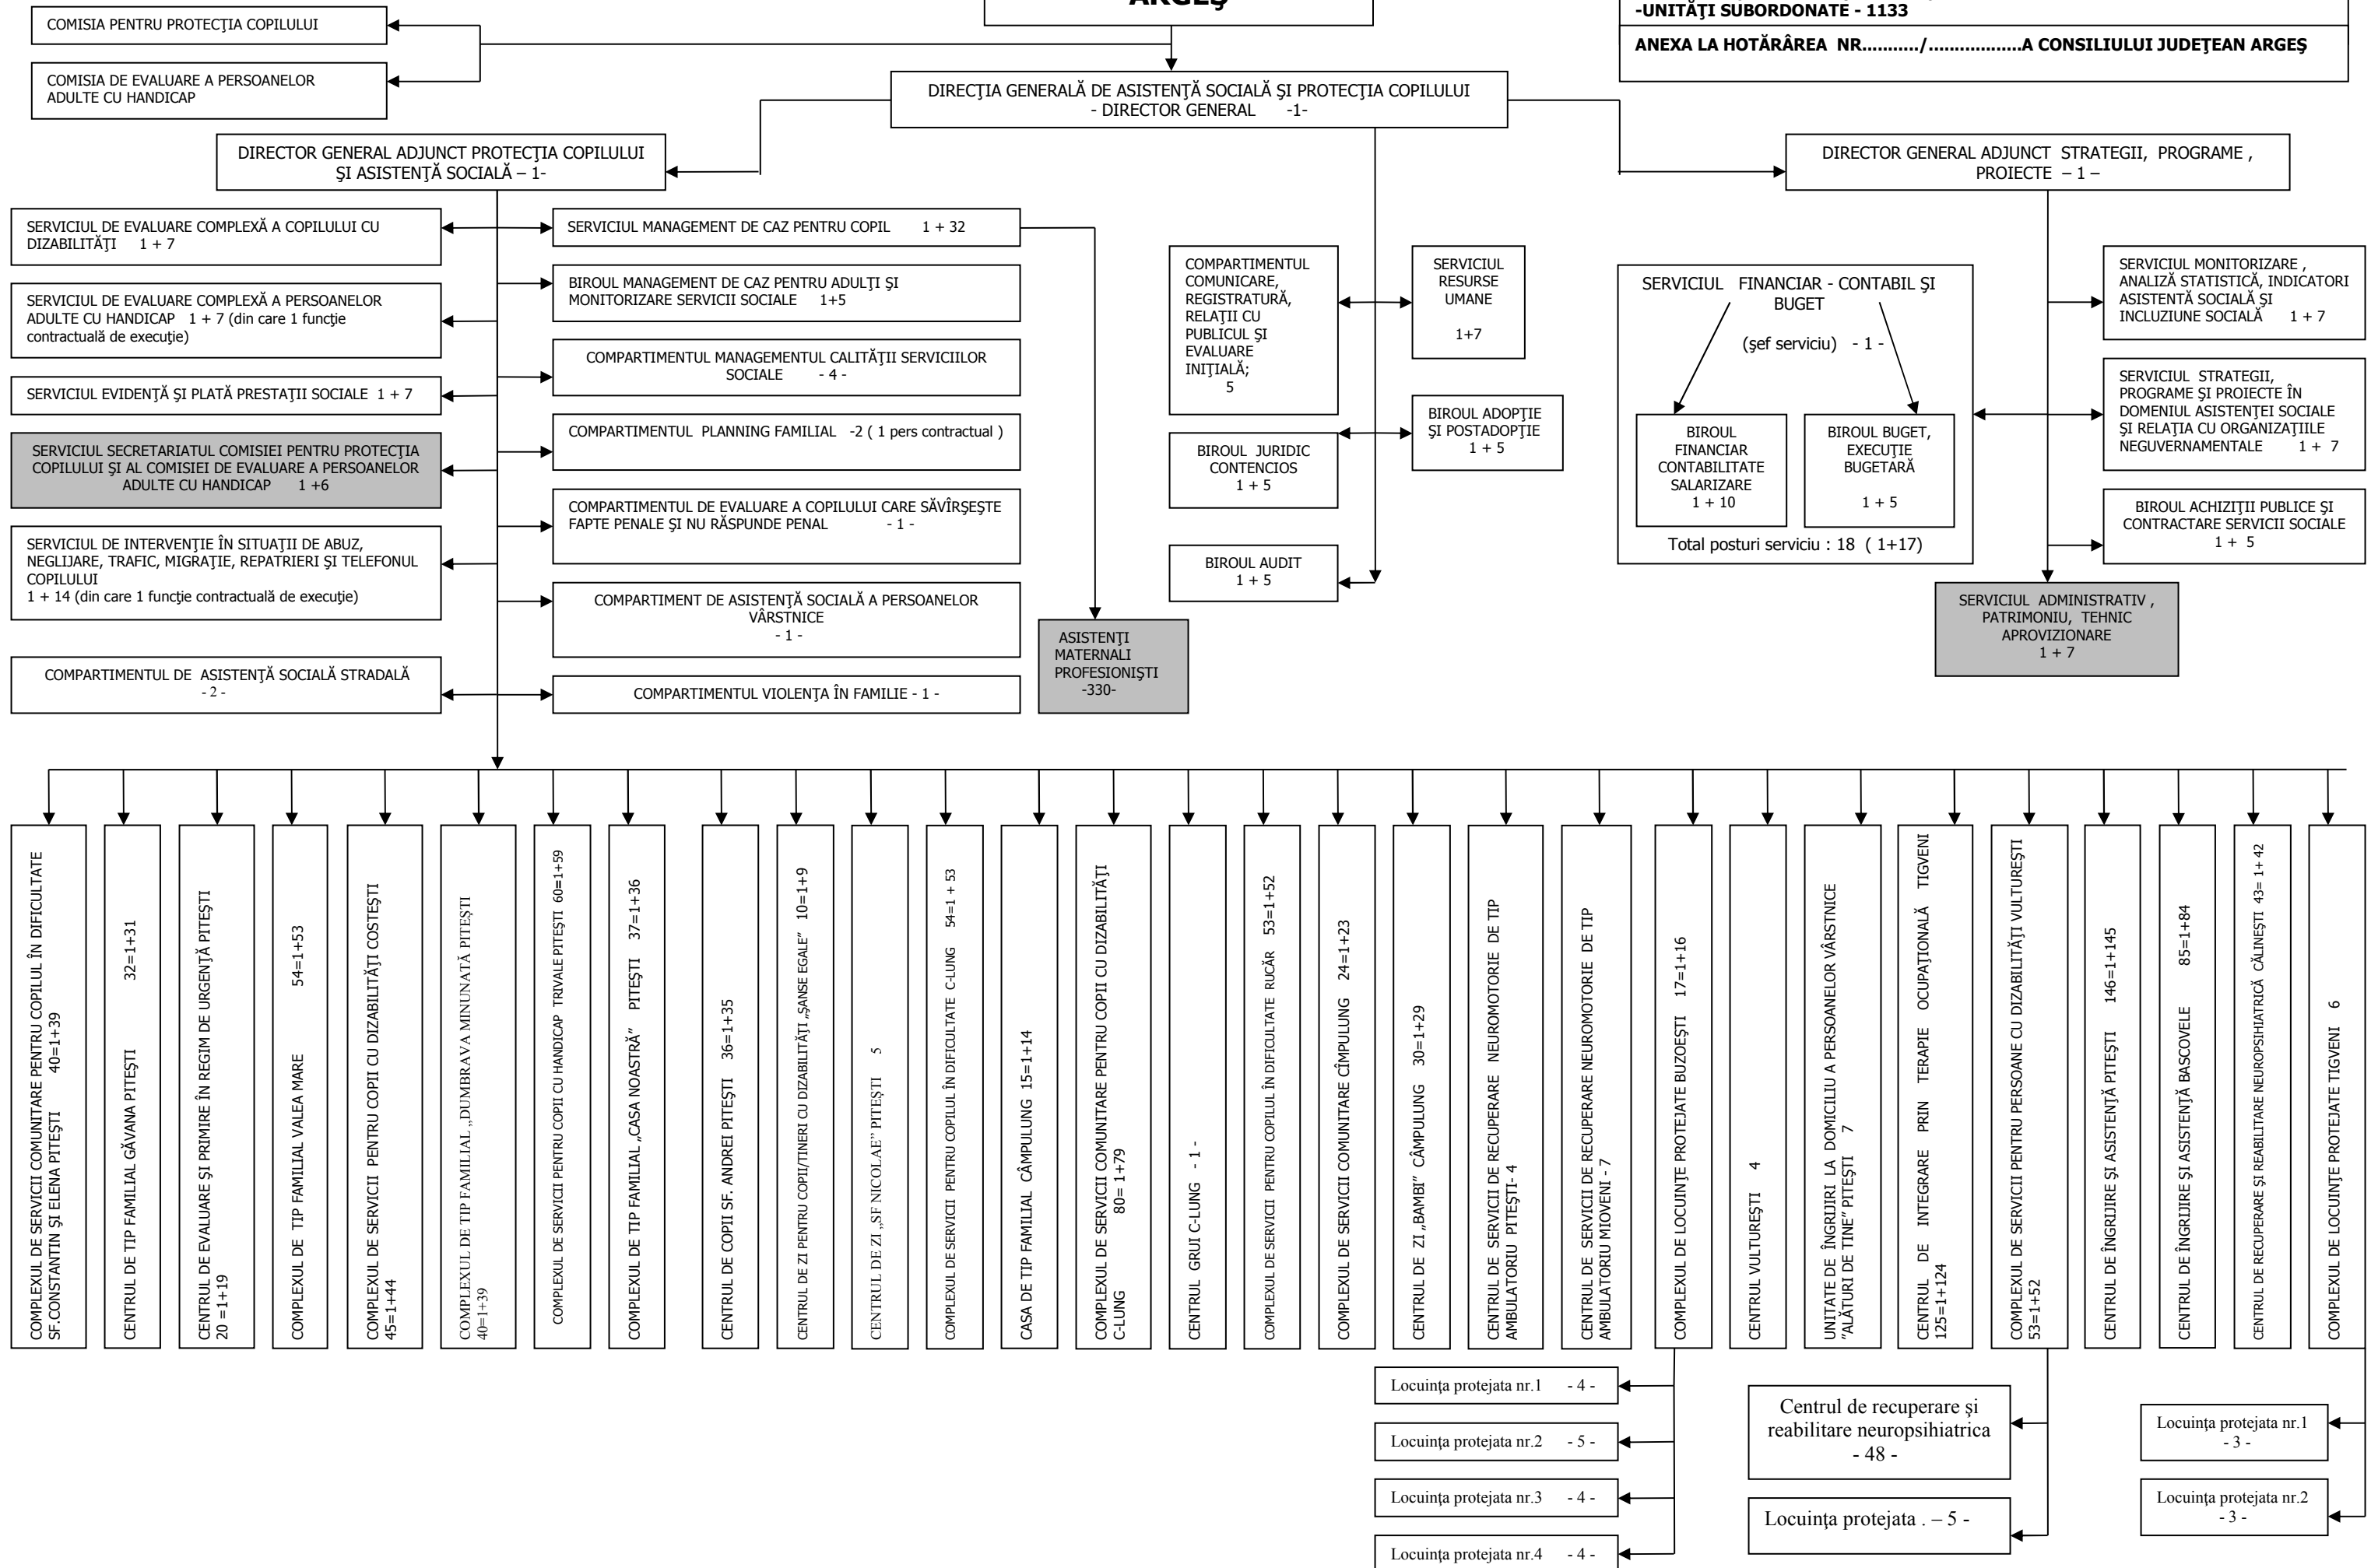 ARGEŞ
-UNITĂŢI SUBORDONATE - 1133
ANEXA LA HOTĂRÂREA NR.........../..................A CONSILIULUI JUDEŢEAN ARGEŞ
COMISIA PENTRU PROTECŢIA COPILULUI
COMISIA DE EVALUARE A PERSOANELOR
ADULTE CU HANDICAP
DIRECŢIA GENERALĂ DE ASISTENŢĂ SOCIALĂ ŞI PROTECŢIA COPILULUI
- DIRECTOR GENERAL -1-
DIRECTOR GENERAL ADJUNCT PROTECŢIA COPILULUI
ŞI ASISTENŢĂ SOCIALĂ – 1-
DIRECTOR GENERAL ADJUNCT STRATEGII, PROGRAME ,
PROIECTE – 1 –
SERVICIUL DE EVALUARE COMPLEXĂ A COPILULUI CU
DIZABILITĂŢI 1 + 7
SERVICIUL DE EVALUARE COMPLEXĂ A PERSOANELOR
ADULTE CU HANDICAP 1 + 7 (din care 1 funcţie
contractuală de execuţie)
SERVICIUL EVIDENŢĂ ŞI PLATĂ PRESTAŢII SOCIALE 1 + 7
SERVICIUL SECRETARIATUL COMISIEI PENTRU PROTECŢIA
COPILULUI ŞI AL COMISIEI DE EVALUARE A PERSOANELOR
ADULTE CU HANDICAP 1 +6
SERVICIUL DE INTERVENŢIE ÎN SITUAŢII DE ABUZ,
NEGLIJARE, TRAFIC, MIGRAŢIE, REPATRIERI ŞI TELEFONUL
COPILULUI
1 + 14 (din care 1 funcţie contractuală de execuţie)
COMPARTIMENTUL DE ASISTENŢĂ SOCIALĂ STRADALĂ
- 2 -
SERVICIUL MANAGEMENT DE CAZ PENTRU COPIL 1 + 32
BIROUL MANAGEMENT DE CAZ PENTRU ADULŢI ŞI
MONITORIZARE SERVICII SOCIALE 1+5
COMPARTIMENTUL MANAGEMENTUL CALITĂŢII SERVICIILOR
SOCIALE - 4 -
COMPARTIMENTUL PLANNING FAMILIAL -2 ( 1 pers contractual )
COMPARTIMENTUL DE EVALUARE A COPILULUI CARE SĂVÎRŞEŞTE
FAPTE PENALE ŞI NU RĂSPUNDE PENAL - 1 -
COMPARTIMENT DE ASISTENŢĂ SOCIALĂ A PERSOANELOR
VÂRSTNICE
- 1 -
COMPARTIMENTUL VIOLENŢA ÎN FAMILIE - 1 -
ASISTENŢI
MATERNALI
PROFESIONIŞTI
-330-
COMPARTIMENTUL
COMUNICARE,
REGISTRATURĂ,
RELAŢII CU
PUBLICUL ŞI
EVALUARE
INIŢIALĂ;
5
SERVICIUL
RESURSE
UMANE
1+7
BIROUL JURIDIC
CONTENCIOS
1 + 5
BIROUL ADOPŢIE
ŞI POSTADOPŢIE
1 + 5
BIROUL AUDIT
1 + 5
SERVICIUL FINANCIAR - CONTABIL ŞI
BUGET
(şef serviciu) - 1 -
BIROUL
FINANCIAR
CONTABILITATE
SALARIZARE
1 + 10
BIROUL BUGET,
EXECUŢIE
BUGETARĂ
1 + 5
Total posturi serviciu : 18 ( 1+17)
SERVICIUL MONITORIZARE ,
ANALIZĂ STATISTICĂ, INDICATORI
ASISTENTĂ SOCIALĂ ŞI
INCLUZIUNE SOCIALĂ 1 + 7
SERVICIUL STRATEGII,
PROGRAME ŞI PROIECTE ÎN
DOMENIUL ASISTENŢEI SOCIALE
ŞI RELAŢIA CU ORGANIZAŢIILE
NEGUVERNAMENTALE 1 + 7
BIROUL ACHIZIŢII PUBLICE ŞI
CONTRACTARE SERVICII SOCIALE
1 + 5
SERVICIUL ADMINISTRATIV ,
PATRIMONIU, TEHNIC
APROVIZIONARE
1 + 7
COMPLEXUL DE SERVICII COMUNITARE PENTRU COPILUL ÎN DIFICULTATE
SF.CONSTANTIN ŞI ELENA PITEŞTI 40=1+39
CENTRUL DE TIP FAMILIAL GĂVANA PITEŞTI 32=1+31
CENTRUL DE EVALUARE ŞI PRIMIRE ÎN REGIM DE URGENŢĂ PITEŞTI
20 =1+19
COMPLEXUL DE TIP FAMILIAL VALEA MARE 54=1+53
COMPLEXUL DE SERVICII PENTRU COPII CU DIZABILITĂŢI COSTEŞTI
45=1+44
COMPLEXUL DE TIP FAMILIAL „DUMBRAVA MINUNATĂ PITEŞTI
40=1+39
COMPLEXUL DE SERVICII PENTRU COPII CU HANDICAP TRIVALE PITEŞTI 60=1+59
COMPLEXUL DE TIP FAMILIAL „CASA NOASTRĂ” PITEŞTI 37=1+36
CENTRUL DE COPII SF. ANDREI PITEŞTI 36=1+35
CENTRUL DE ZI PENTRU COPII/TINERI CU DIZABILITĂŢI „ŞANSE EGALE” 10=1+9
CENTRUL DE ZI „SF NICOLAE” PITEŞTI 5
COMPLEXUL DE SERVICII PENTRU COPILUL ÎN DIFICULTATE C-LUNG 54=1 + 53
CASA DE TIP FAMILIAL CÂMPULUNG 15=1+14
COMPLEXUL DE SERVICII COMUNITARE PENTRU COPII CU DIZABILITĂŢI
C-LUNG 80= 1+79
CENTRUL GRUI C-LUNG - 1 -
COMPLEXUL DE SERVICII PENTRU COPILUL ÎN DIFICULTATE RUCĂR 53=1+52
COMPLEXUL DE SERVICII COMUNITARE CÎMPULUNG 24=1+23
CENTRUL DE ZI „BAMBI” CÂMPULUNG 30=1+29
CENTRUL DE SERVICII DE RECUPERARE NEUROMOTORIE DE TIP
AMBULATORIU PITEŞTI- 4
CENTRUL DE SERVICII DE RECUPERARE NEUROMOTORIE DE TIP
AMBULATORIU MIOVENI - 7
COMPLEXUL DE LOCUINŢE PROTEJATE BUZOEŞTI 17=1+16
CENTRUL VULTUREŞTI 4
UNITATE DE ÎNGRIJIRI LA DOMICILIU A PERSOANELOR VÂRSTNICE
”ALĂTURI DE TINE” PITEŞTI 7
CENTRUL DE INTEGRARE PRIN TERAPIE OCUPAŢIONALĂ TIGVENI
125=1+124
COMPLEXUL DE SERVICII PENTRU PERSOANE CU DIZABILITĂŢI VULTUREŞTI
53=1+52
CENTRUL DE ÎNGRIJIRE ŞI ASISTENŢĂ PITEŞTI 146=1+145
CENTRUL DE ÎNGRIJIRE ŞI ASISTENŢĂ BASCOVELE 85=1+84
CENTRUL DE RECUPERARE ŞI REABILITARE NEUROPSIHIATRICĂ CĂLINEŞTI 43= 1+ 42
COMPLEXUL DE LOCUINŢE PROTEJATE TIGVENI 6
Locuinţa protejata nr.1 - 4 -
Locuinţa protejata nr.2 - 5 -
Locuinţa protejata nr.3 - 4 -
Locuinţa protejata nr.4 - 4 -
Centrul de recuperare şi
reabilitare neuropsihiatrica
- 48 -
Locuinţa protejata . – 5 -
Locuinţa protejata nr.1
- 3 -
Locuinţa protejata nr.2
- 3 -